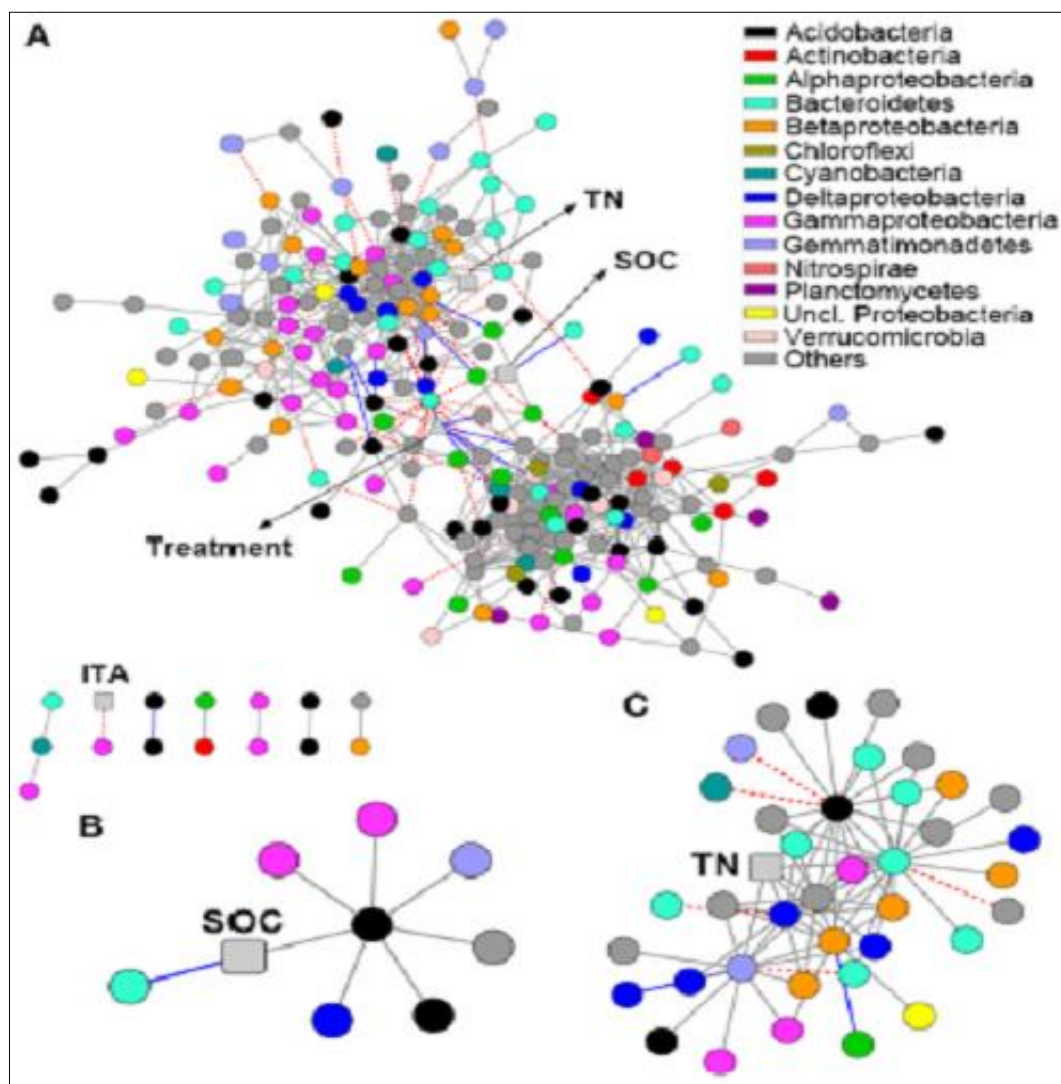 A
Acidobacteria
Actinobacteria
Alphaproteobacteria
Bacteroidetes
Betaproteobacteria
Chloroflexi
Cyanobacteria
Deltaproteobacteria
Gammaproteobacteria
Gemmatimonadetes
Nitrospirae
Planctomycetes
Uncl. Proteobacteria
Verrucomicrobia
Others
TN
SOC
Treatment
ITA
C
B
TN
SOC